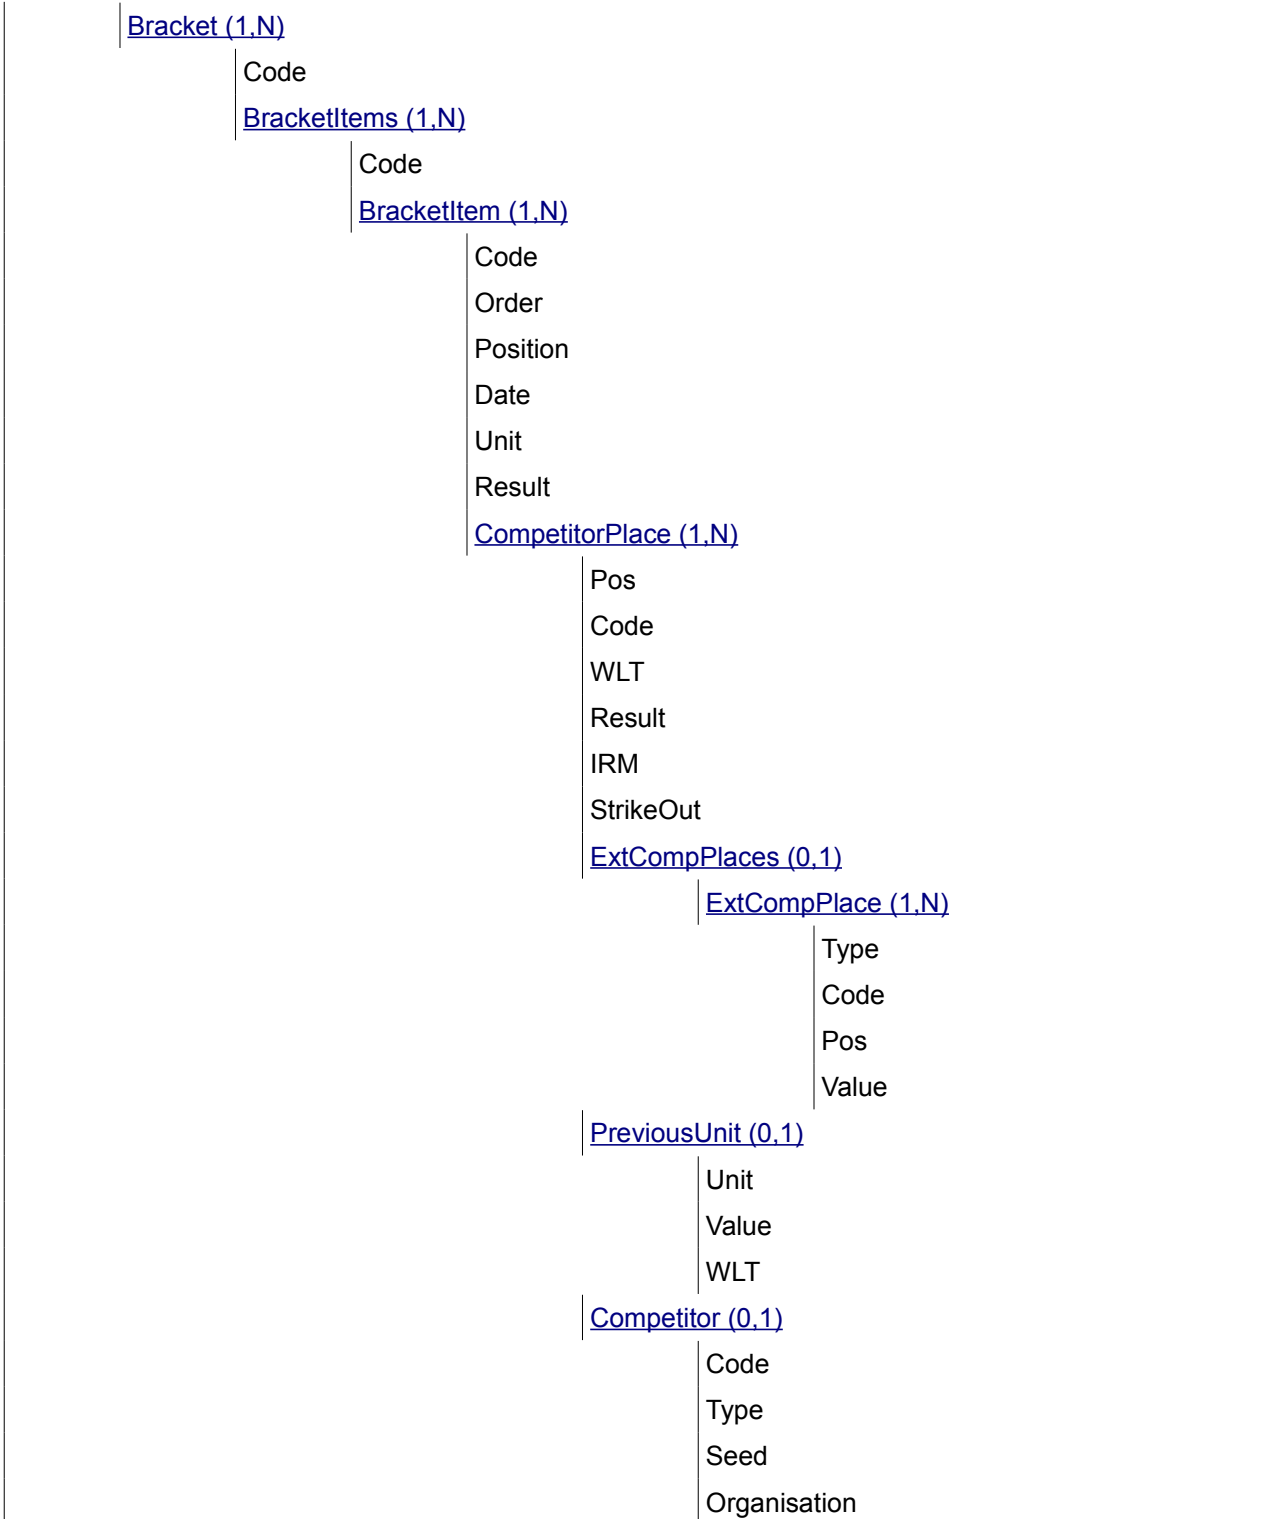 Bracket (1,N)
Code
BracketItems (1,N)
Code
BracketItem (1,N)
Code
Order
Position
Date
Unit
Result
CompetitorPlace (1,N)
Pos
Code
WLT
Result
IRM
StrikeOut
ExtCompPlaces (0,1)
ExtCompPlace (1,N)
Type
Code
Pos
Value
PreviousUnit (0,1)
Unit
Value
WLT
Competitor (0,1)
Code
Type
Seed
Organisation